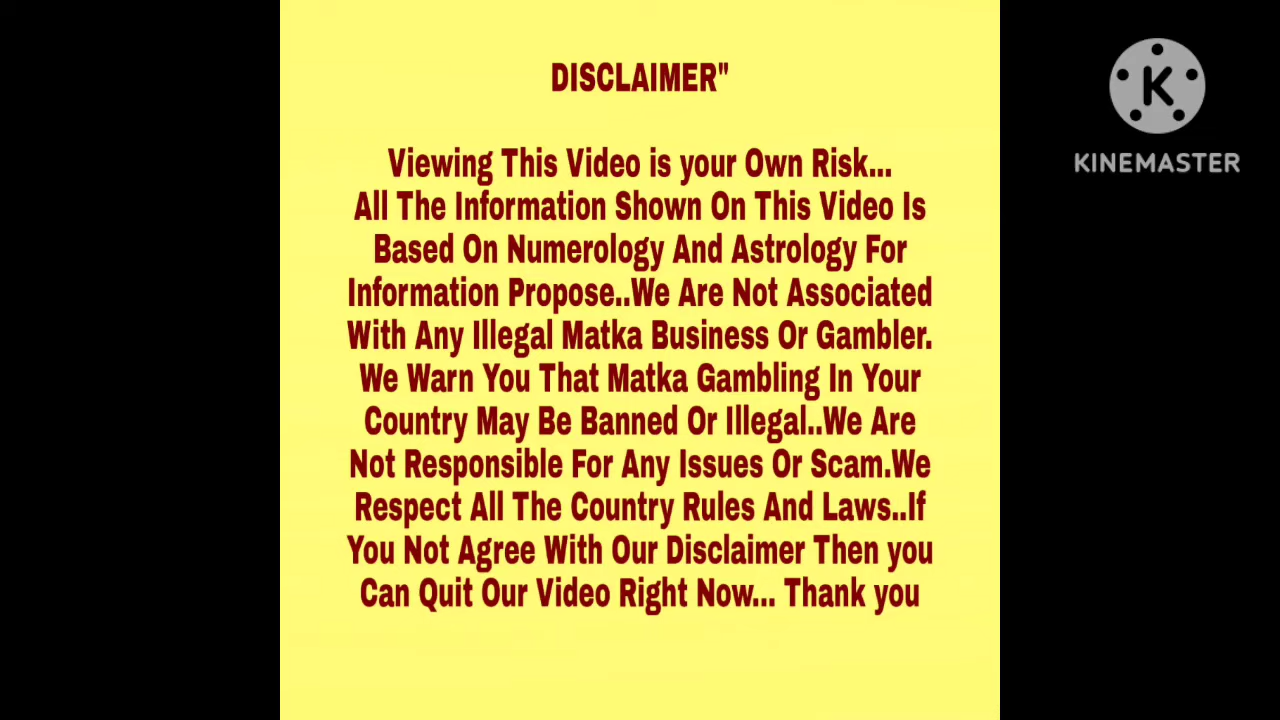 DISCLAIMER"
Viewing This Video is your Own Risk...
All The Information Shown On This Video Is
Based On Numerology And Astrology For
Information Propose..We Are Not Associated
With Any Illegal Matka Business Or Gambler.
We Warn You That Matka Gambling In Your
Country May Be Banned Or Illegal..We Are
Not Responsible For Any Issues Or Scam.We
Respect All The Country Rules And Laws..If
You Not Agree With Our Disclaimer Then you
Can Quit Our Video Right Now... Thank you
K
KINEMASTER